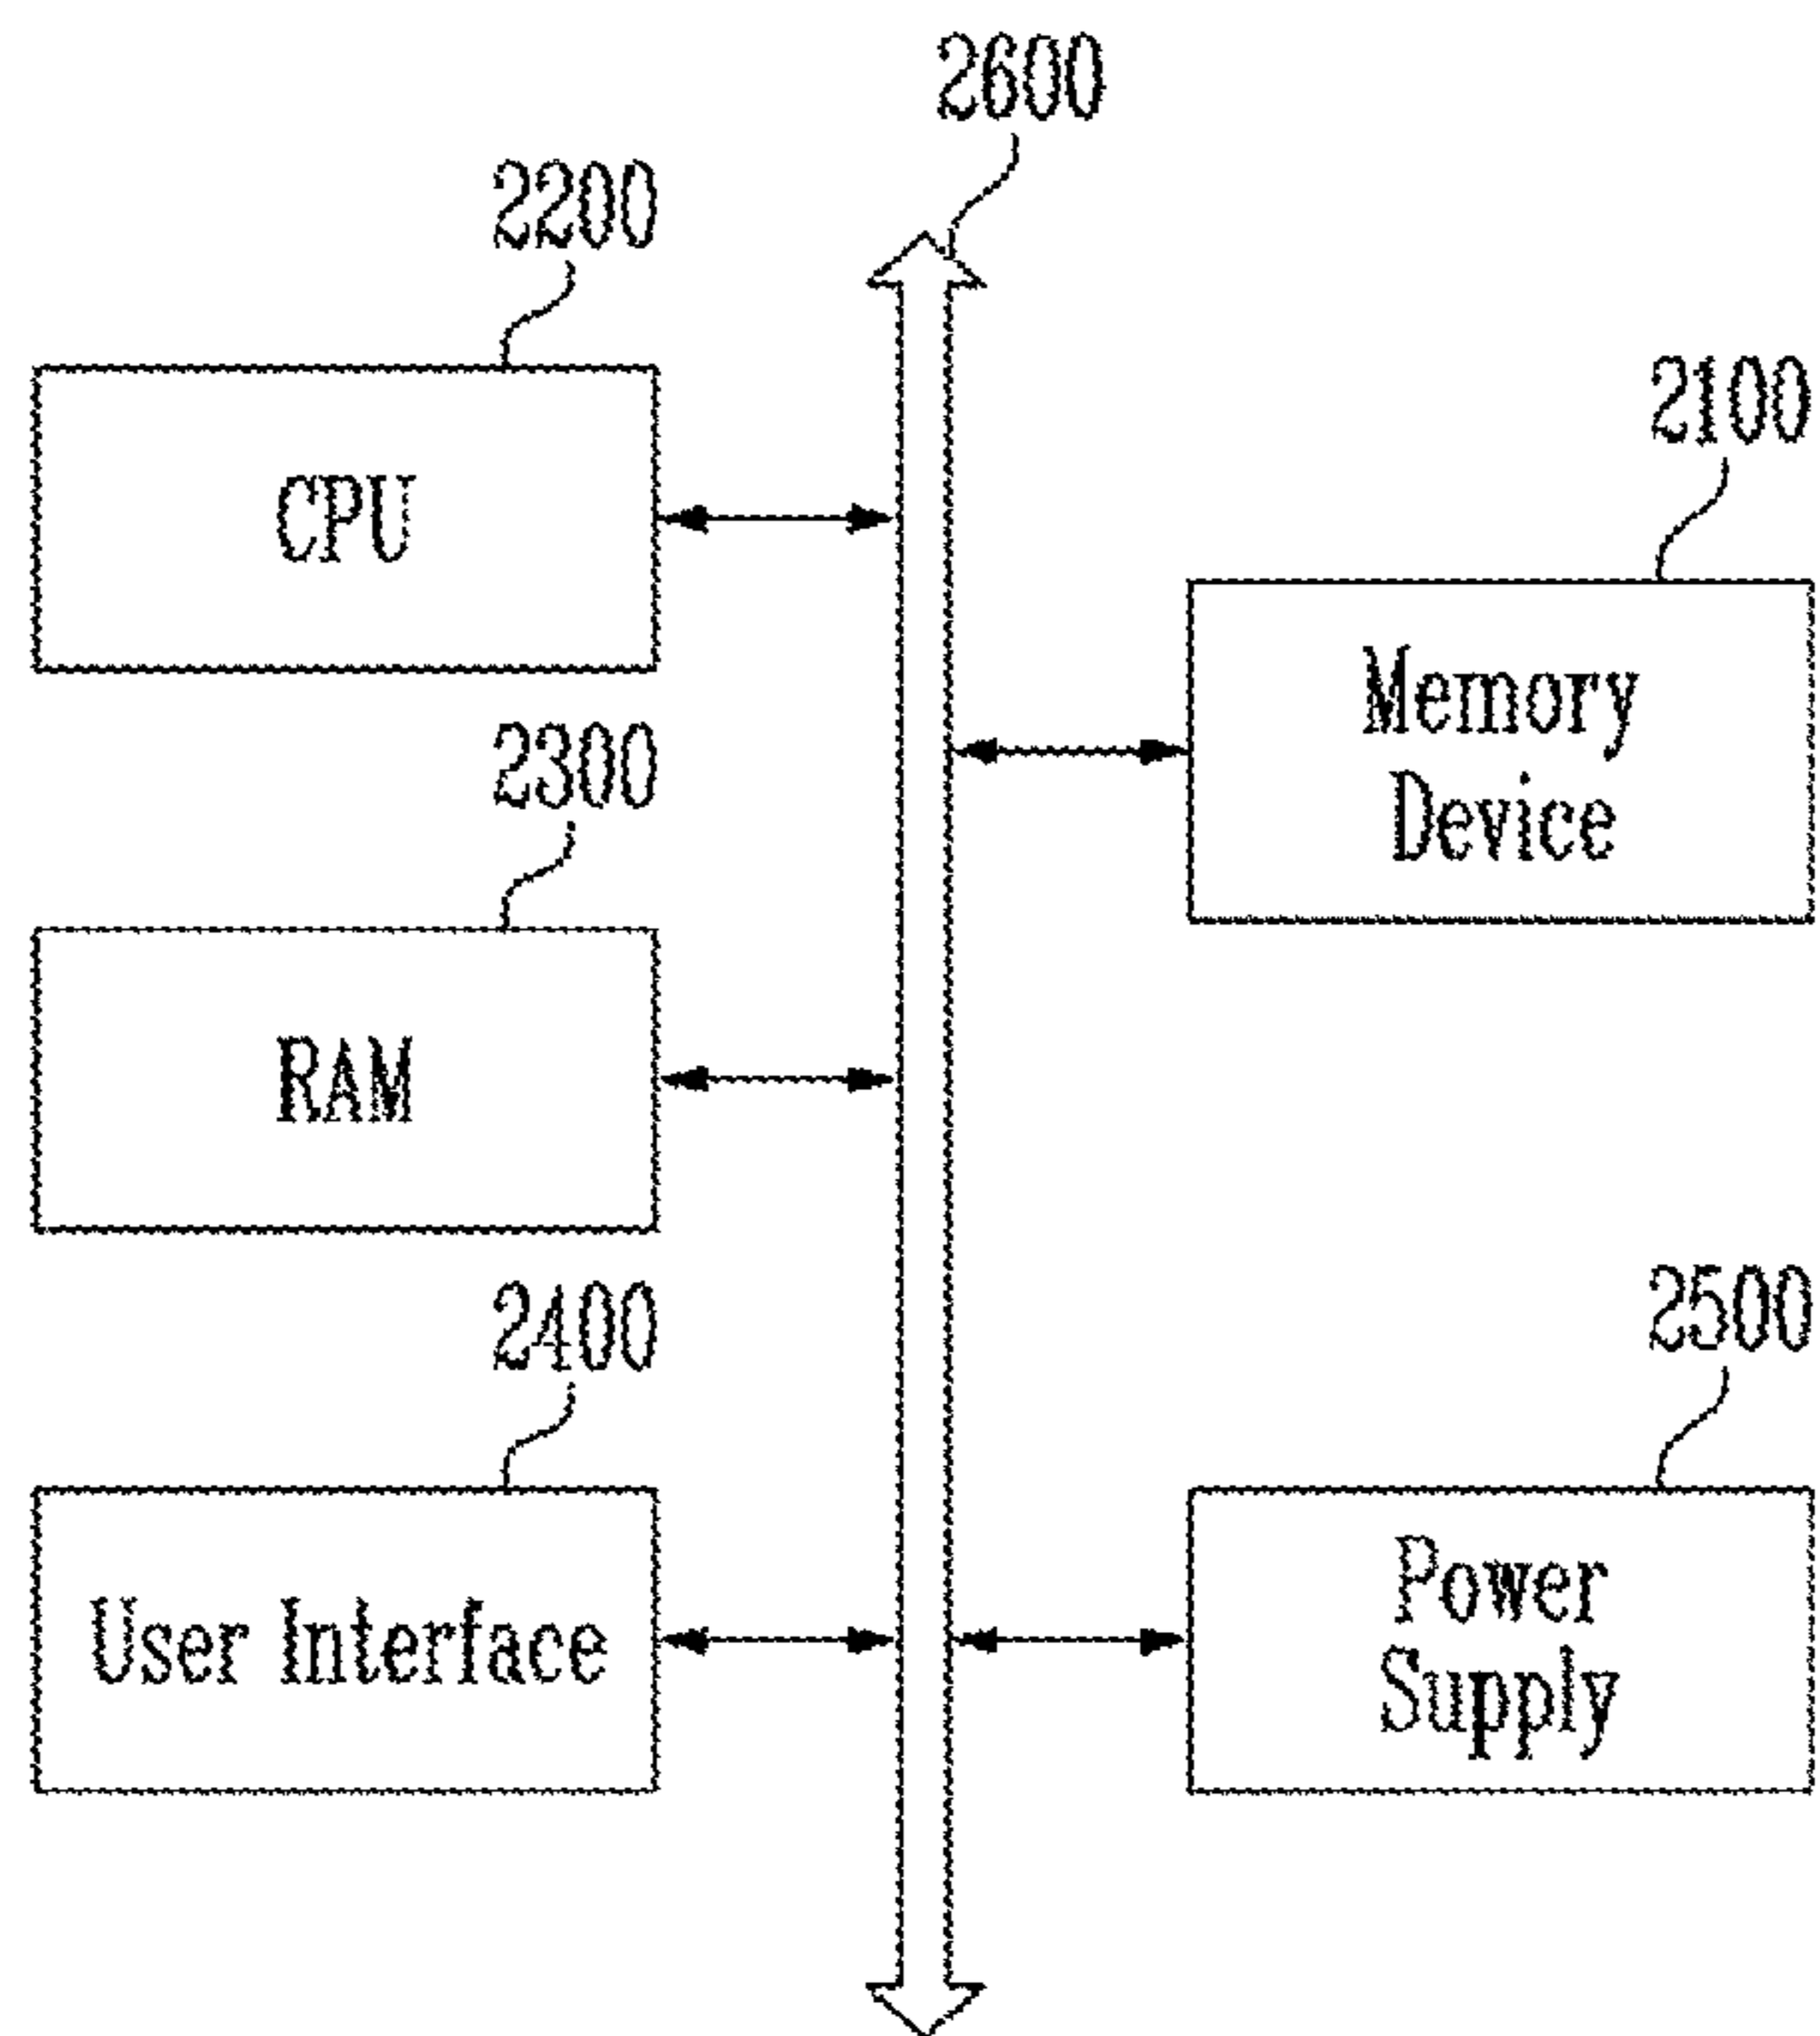 2600
2200
CPU
2100
Memory
Device
2300
RAM
2400
User Interface
2500
Power
Supply